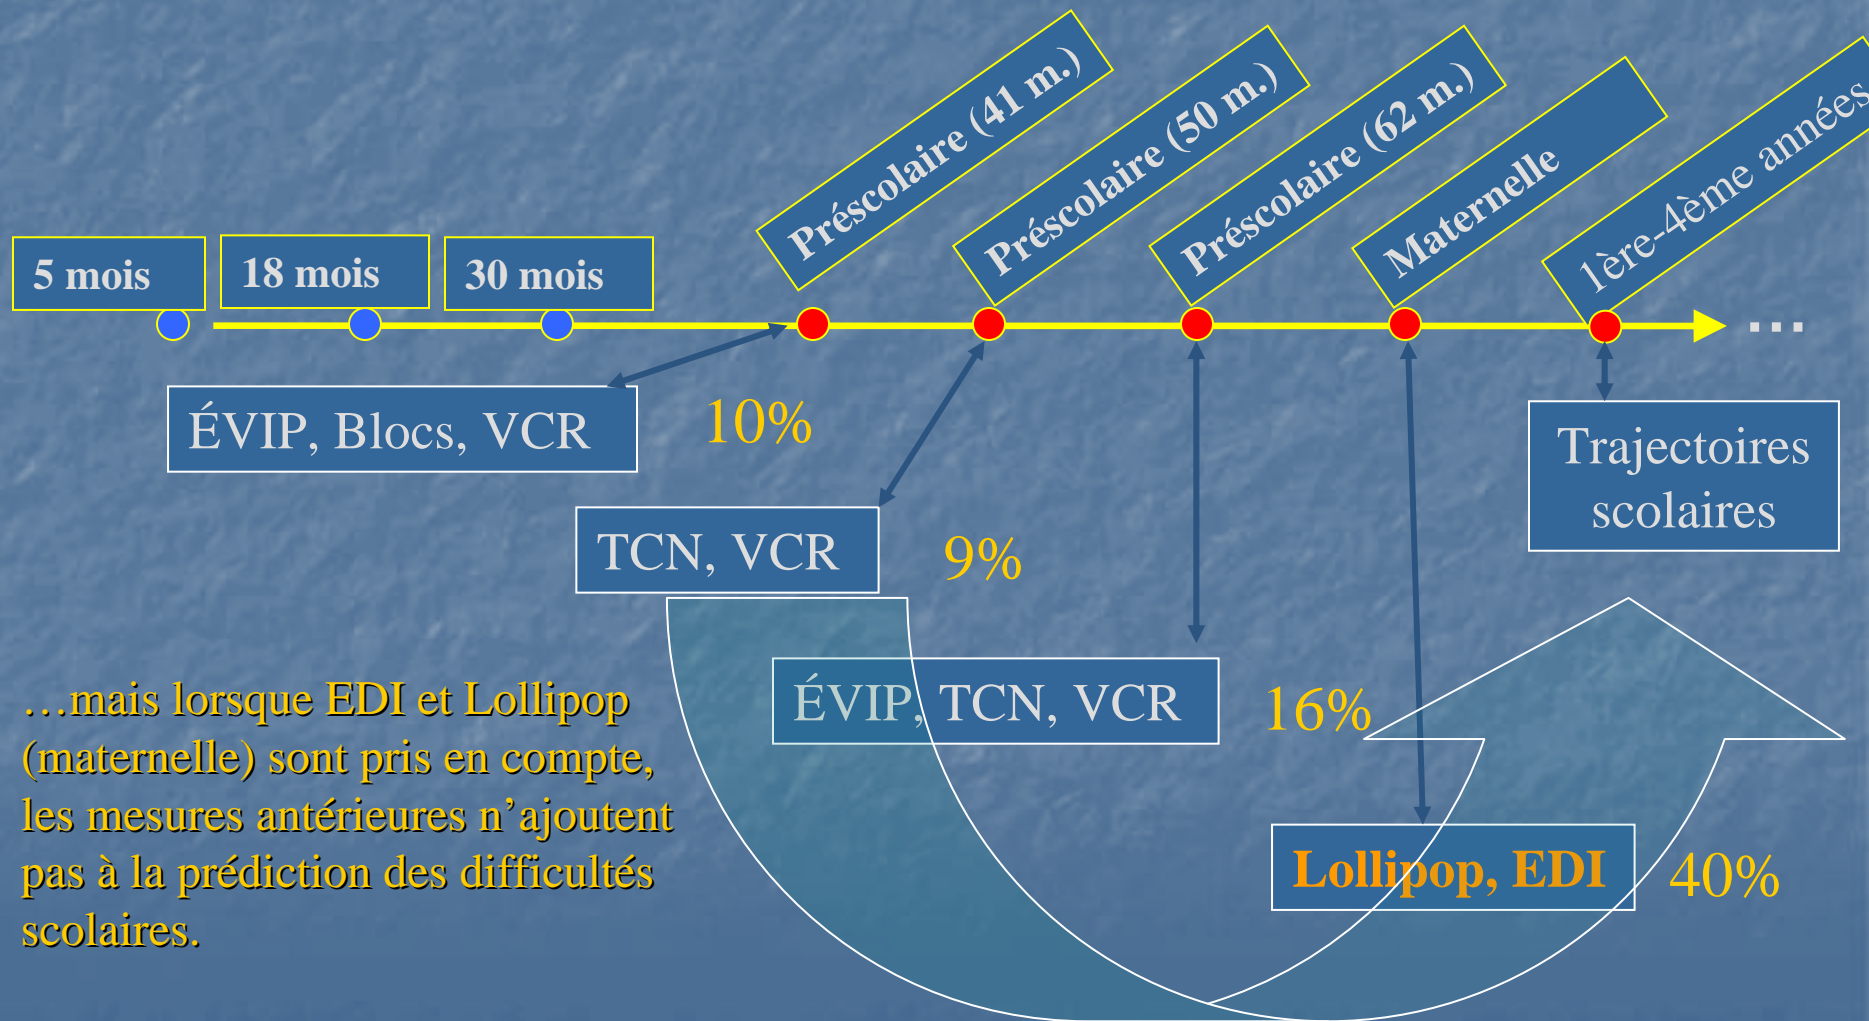 Préscolaire (41 m.)
Préscolaire (50 m.)
Préscolaire (62 m.)
Maternelle
1ère-4ème années
5 mois
18 mois
30 mois
...
ÉVIP, Blocs, VCR
10%
Trajectoires
scolaires
TCN, VCR
9%
ÉVIP, TCN, VCR
16%
…mais lorsque EDI et Lollipop
(maternelle) sont pris en compte,
les mesures antérieures n’ajoutent
pas à la prédiction des difficultés
scolaires.
Lollipop, EDI
40%